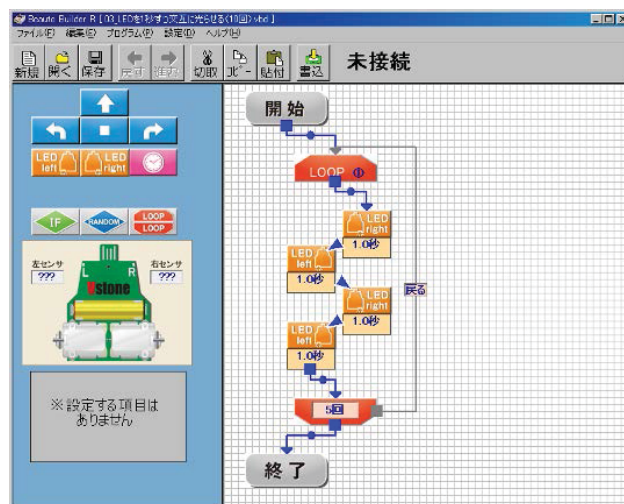 Beauto Builder R [ 03_LEDを1秒ずつ交互に光らせる(10回).vbd ]
ファイル(F) 編集(E) プログラム(P) 設定(O) ヘルプ(H)
新規 開く 保存 戻す 進む 切取 コピー 貼付 書込 未接続
開始
LEFT
LED left LED right
LOOP
LED right
1.0秒
IF RANDOM LOOP LOOP
LED left
1.0秒
左センサ 右センサ
??? L R ???
Vstone
LED right
1.0秒
戻る
LED left
1.0秒
※設定する項目は
ありません
5回
終了